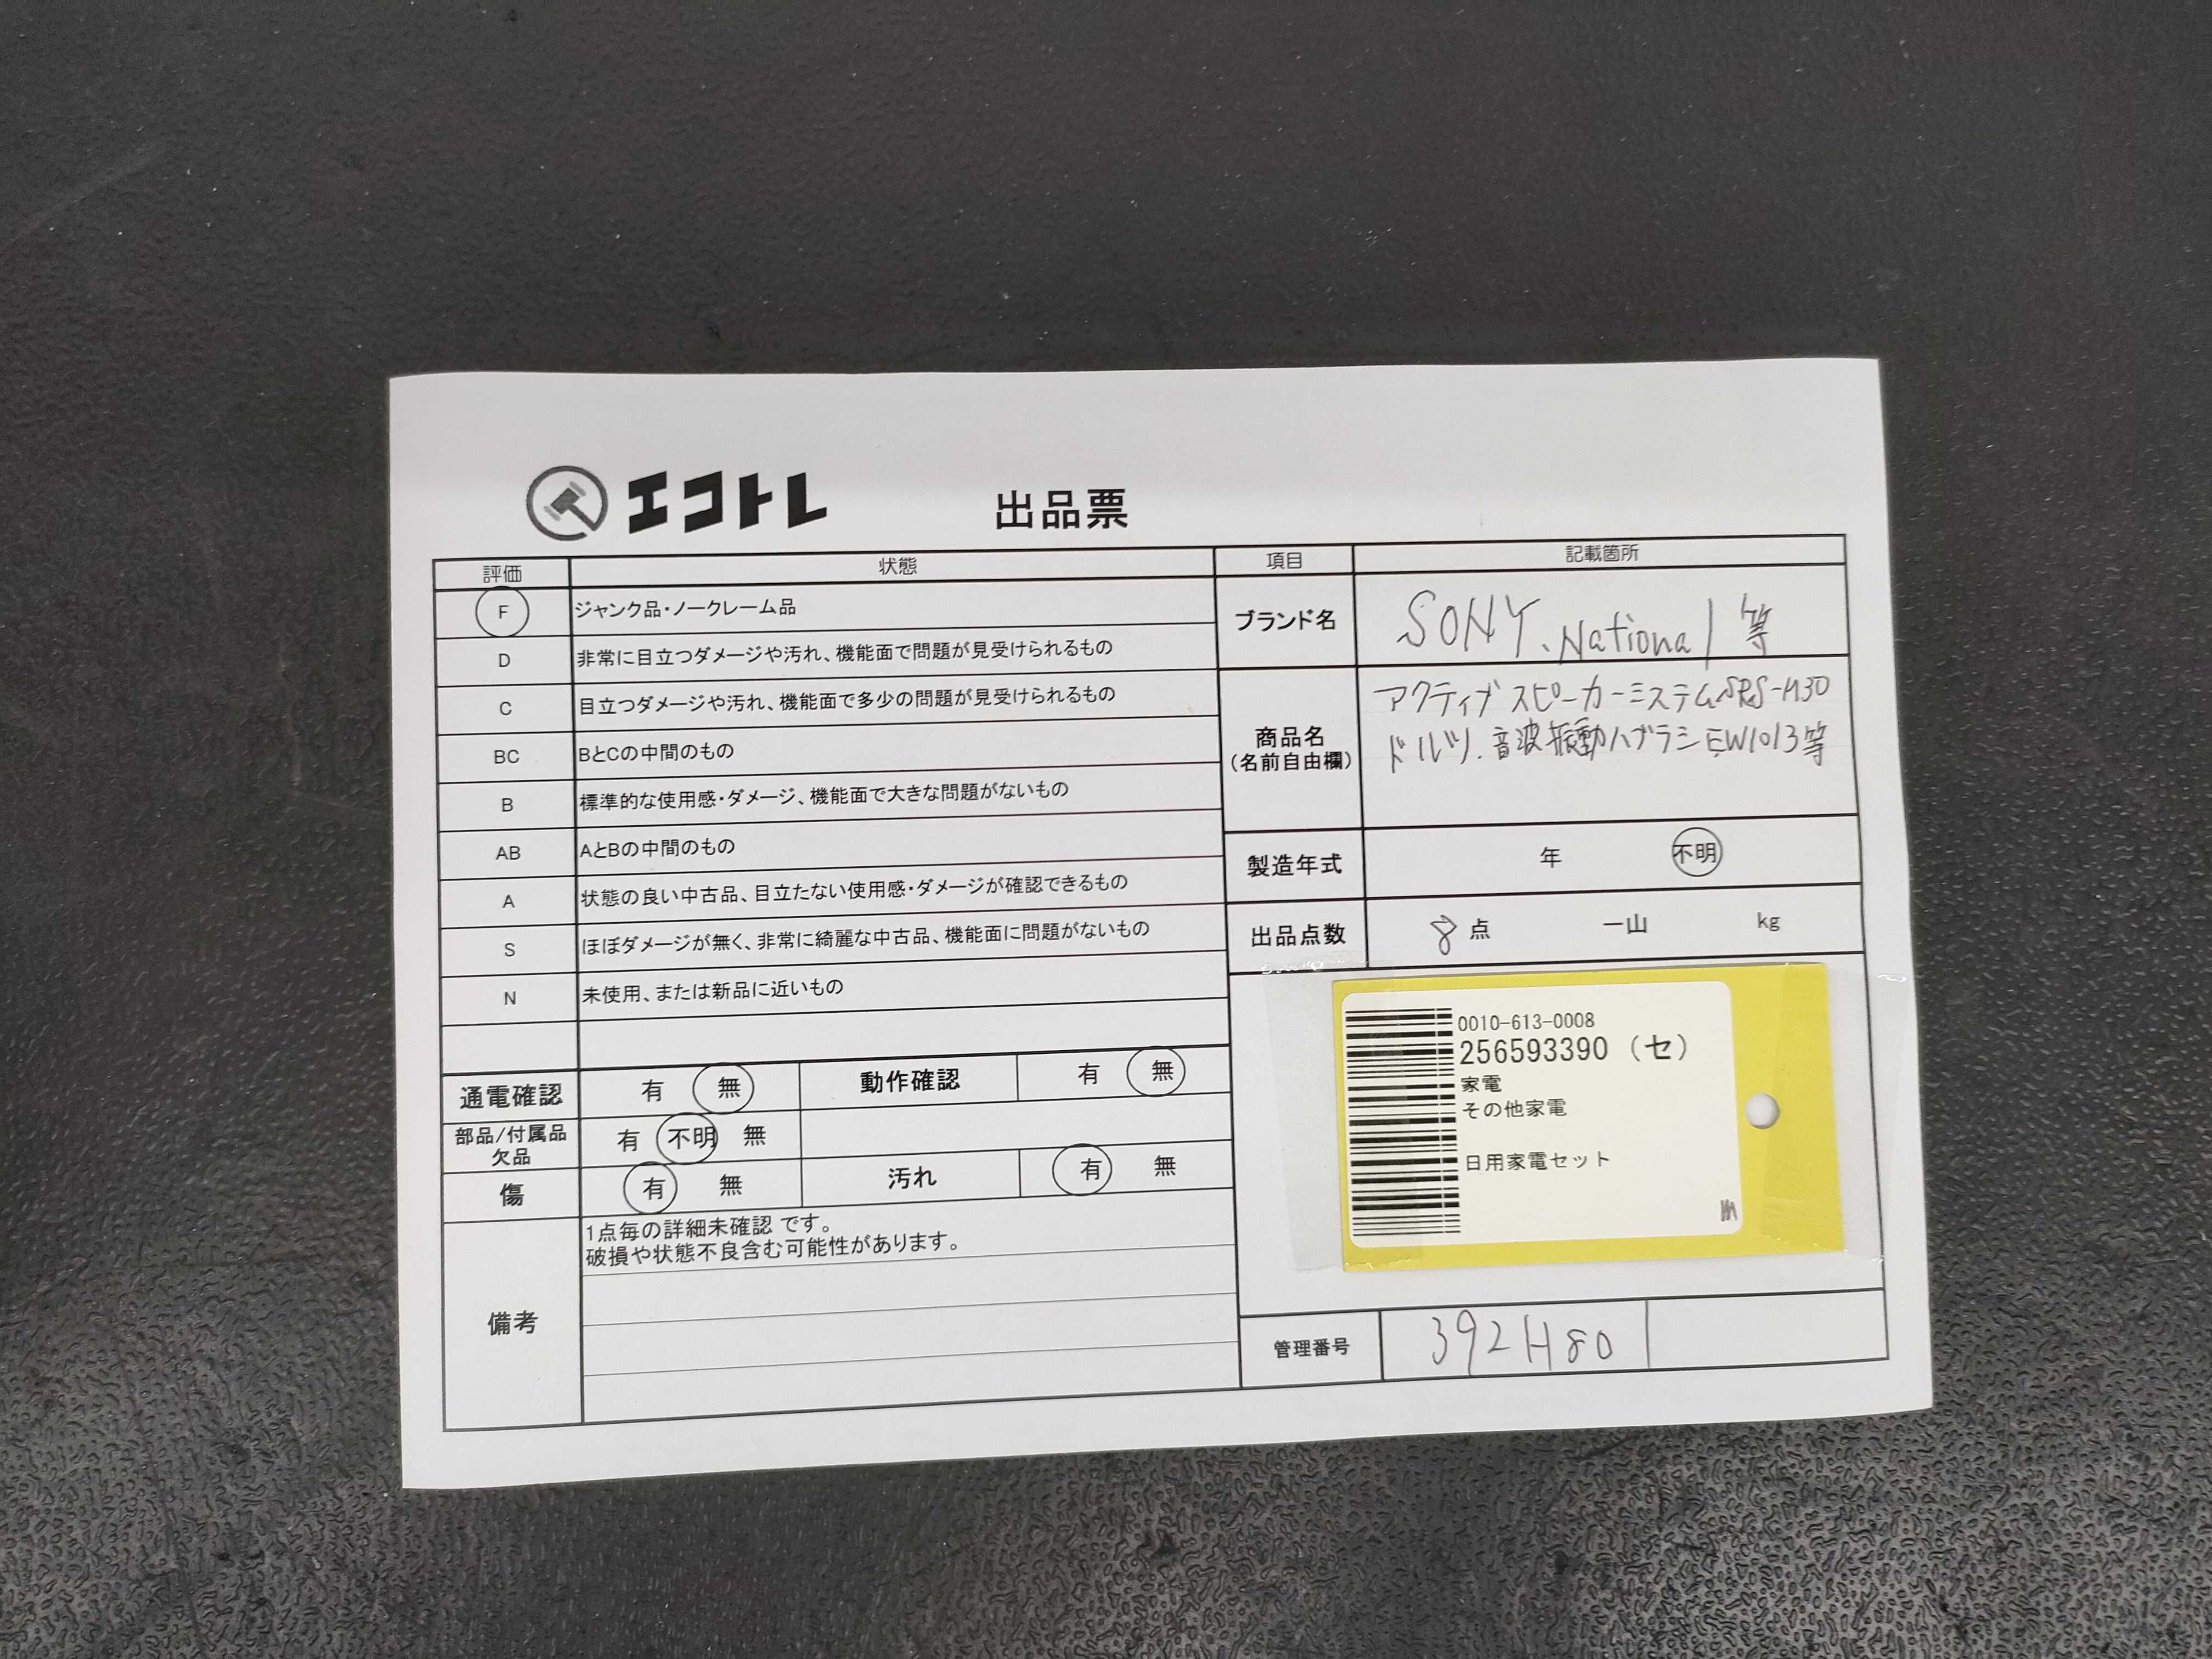 エコトレ
出品票
評価 状態 項目 記載箇所
F ジャンク品・ノークレーム品
D 非常に目立つダメージや汚れ、機能面で問題が見受けられるもの
C 目立つダメージや汚れ、機能面で多少の問題が見受けられるもの
BC BとCの中間のもの
B 標準的な使用感・ダメージ、機能面で大きな問題がないもの
AB AとBの中間のもの
A 状態の良い中古品、目立たない使用感・ダメージが確認できるもの
S ほぼダメージが無く、非常に綺麗な中古品、機能面に問題がないもの
N 未使用、または新品に近いもの
通電確認 有 無 動作確認 有 無
部品/付属品
欠品
有 不明 無
傷 有 無 汚れ 有 無
備考
1点毎の詳細未確認 です。
破損や状態不良含む可能性があります。
ブランド名 SONY、National 等
商品名
(名前自由欄)
アクティブスピーカーシステムSRS-M30
ドルツ、音波振動ハブラシEW1013等
製造年式 年 不明
出品点数 8 点 一山 kg
0010-613-0008
256593390 (セ)
家電
その他家電
日用家電セット
管理番号 392H80